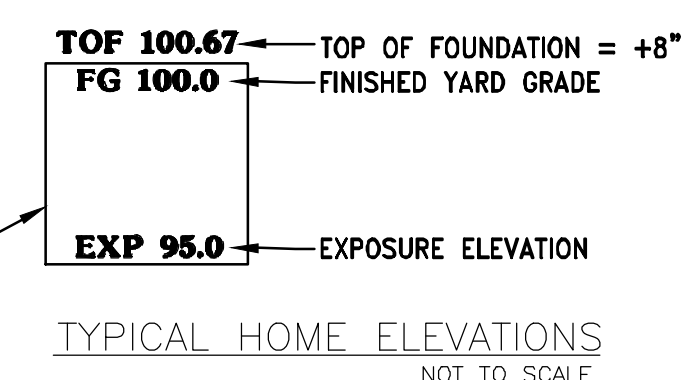 TOF 100.67 TOP OF FOUNDATION = +8"
FG 100.0 FINISHED YARD GRADE
EXP 95.0 EXPOSURE ELEVATION
TYPICAL HOME ELEVATIONS
NOT TO SCALE